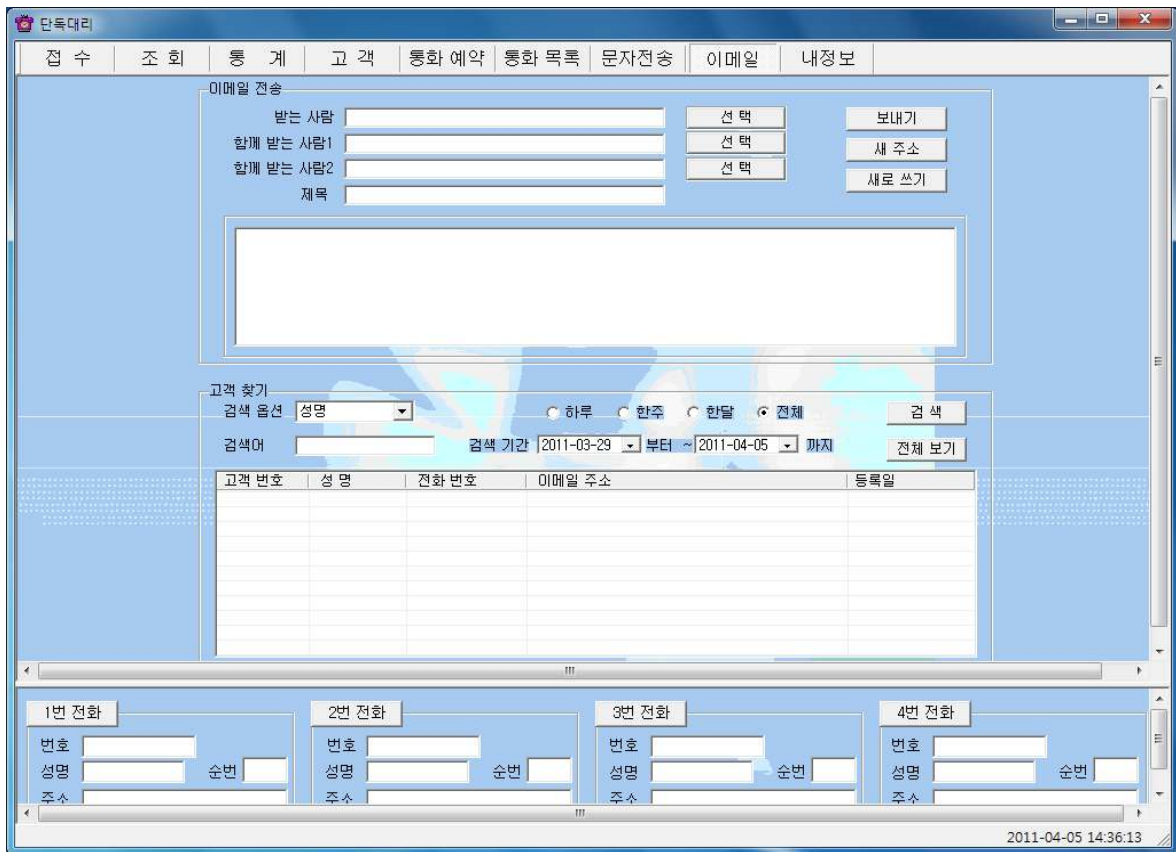 단독대리
접 수 조 회 통 계 고 객 통화 예약 통화 목록 문자전송 이메일 내정보
이메일 전송
받는 사람 선 택 보내기
함께 받는 사람1 선 택 새 주소
함께 받는 사람2 선 택 새로 쓰기
제목
고객 찾기
검색 옵션 성명 하루 한주 한달 전체 검 색
검색어 검색 기간 2011-03-29 부터 ~ 2011-04-05 까지 전체 보기
고객 번호 성 명 전화 번호 이메일 주소 등록일
1번 전화 2번 전화 3번 전화 4번 전화
번호 번호 번호 번호
성명 순번 성명 순번 성명 순번 성명 순번
주소 주소 주소 주소
2011-04-05 14:36:13